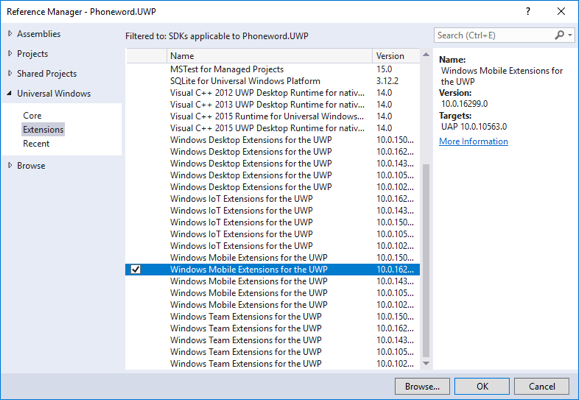 Reference Manager - Phoneword.UWP
Assemblies
Projects
Shared Projects
Universal Windows
Core
Extensions
Recent
Browse
Filtered to: SDKs applicable to Phoneword.UWP
Name Version
MSTest for Managed Projects 15.0
SQLite for Universal Windows Platform 3.12.2
Visual C++ 2012 UWP Desktop Runtime for nativ... 14.0
Visual C++ 2013 UWP Desktop Runtime for nativ... 14.0
Visual C++ 2015 Runtime for Universal Windows... 14.0
Visual C++ 2015 UWP Desktop Runtime for nativ... 14.0
Windows Desktop Extensions for the UWP 10.0.150...
Windows Desktop Extensions for the UWP 10.0.162...
Windows Desktop Extensions for the UWP 10.0.143...
Windows Desktop Extensions for the UWP 10.0.105...
Windows Desktop Extensions for the UWP 10.0.102...
Windows IoT Extensions for the UWP 10.0.162...
Windows IoT Extensions for the UWP 10.0.143...
Windows IoT Extensions for the UWP 10.0.150...
Windows IoT Extensions for the UWP 10.0.105...
Windows IoT Extensions for the UWP 10.0.102...
Windows Mobile Extensions for the UWP 10.0.150...
Windows Mobile Extensions for the UWP 10.0.162...
Windows Mobile Extensions for the UWP 10.0.143...
Windows Mobile Extensions for the UWP 10.0.105...
Windows Mobile Extensions for the UWP 10.0.102...
Windows Team Extensions for the UWP 10.0.150...
Windows Team Extensions for the UWP 10.0.162...
Windows Team Extensions for the UWP 10.0.143...
Windows Team Extensions for the UWP 10.0.105...
Windows Team Extensions for the UWP 10.0.102...
Search (Ctrl+E)
Name:
Windows Mobile Extensions for
the UWP
Version:
10.0.16299.0
Targets:
UAP 10.0.10563.0
More Information
Browse...
OK
Cancel